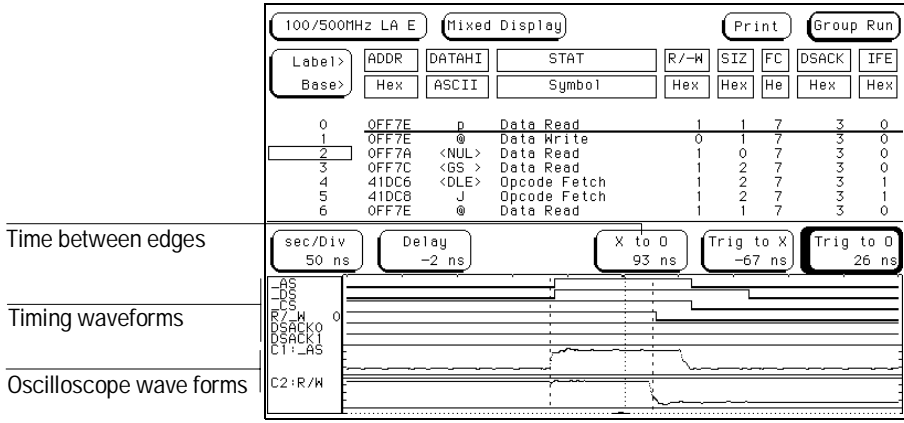 100/500MHz LA E Mixed Display Print Group Run
Label> ADDR DATAHI STAT R/-W SIZ FC DSACK IFE
Base> Hex ASCII Symbol Hex Hex He Hex Hex
0 0FF7E p Data Read 1 1 7 3 0
1 0FF7E @ Data Write 0 1 7 3 0
2 0FF7A <NUL> Data Read 1 0 7 3 0
3 0FF7C <GS > Data Read 1 2 7 3 0
4 41DC6 <DLE> Opcode Fetch 1 2 7 3 1
5 41DC8 J Opcode Fetch 1 2 7 3 1
6 0FF7E @ Data Read 1 1 7 3 0
Time between edges
sec/Div Delay X to O Trig to X Trig to O
50 ns -2 ns 93 ns -67 ns 26 ns
_AS
_DS
_CS
Timing waveforms
R/_W 0
DSACK0
DSACK1
C1:_AS
Oscilloscope wave forms
C2:R/W